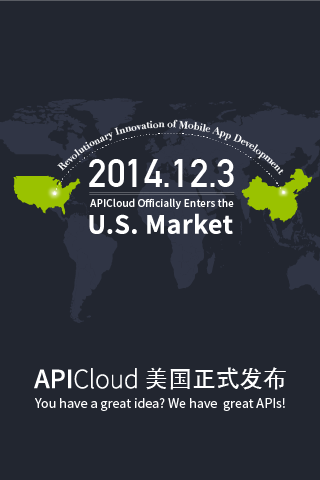 Revolutionary Innovation of Mobile App Development
2014.12.3
APICloud Officially Enters the
U.S. Market
APICloud 美国正式发布
You have a great idea? We have great APIs!